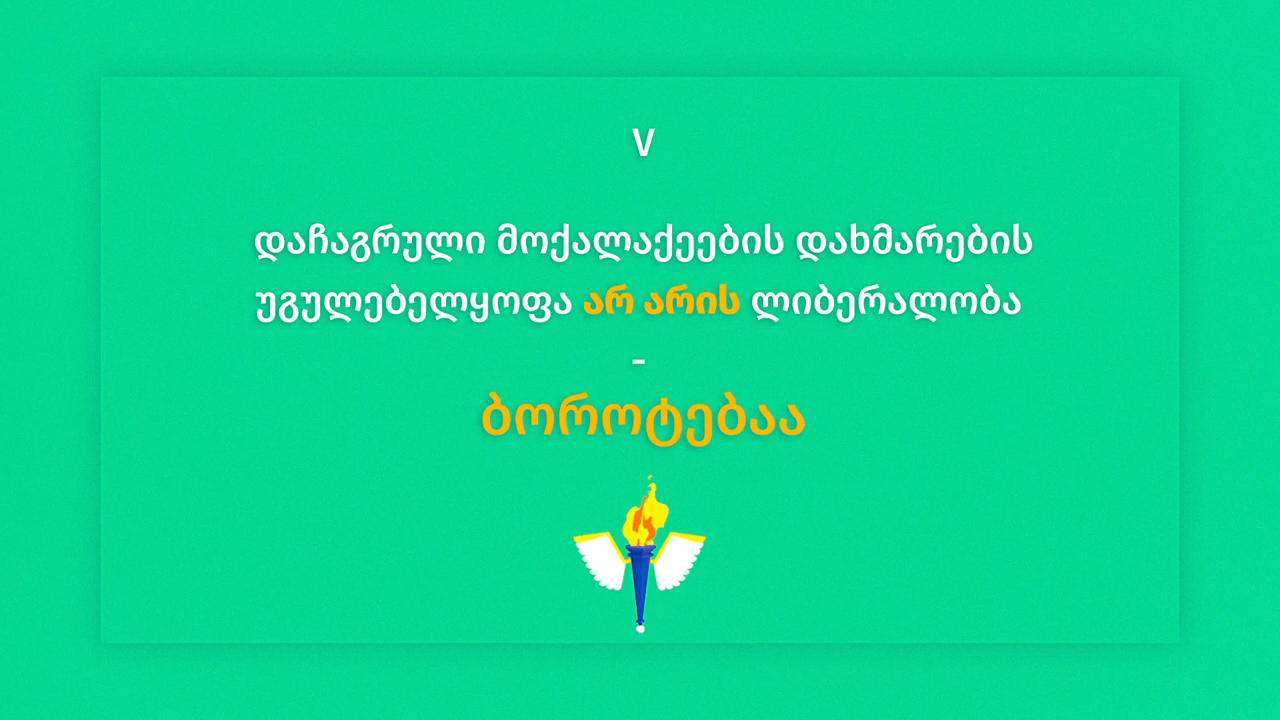 V
დაჩაგრული მოქალაქეების დახმარების
უგულებელყოფა არ არის ლიბერალობა
-
ბოროტებაა